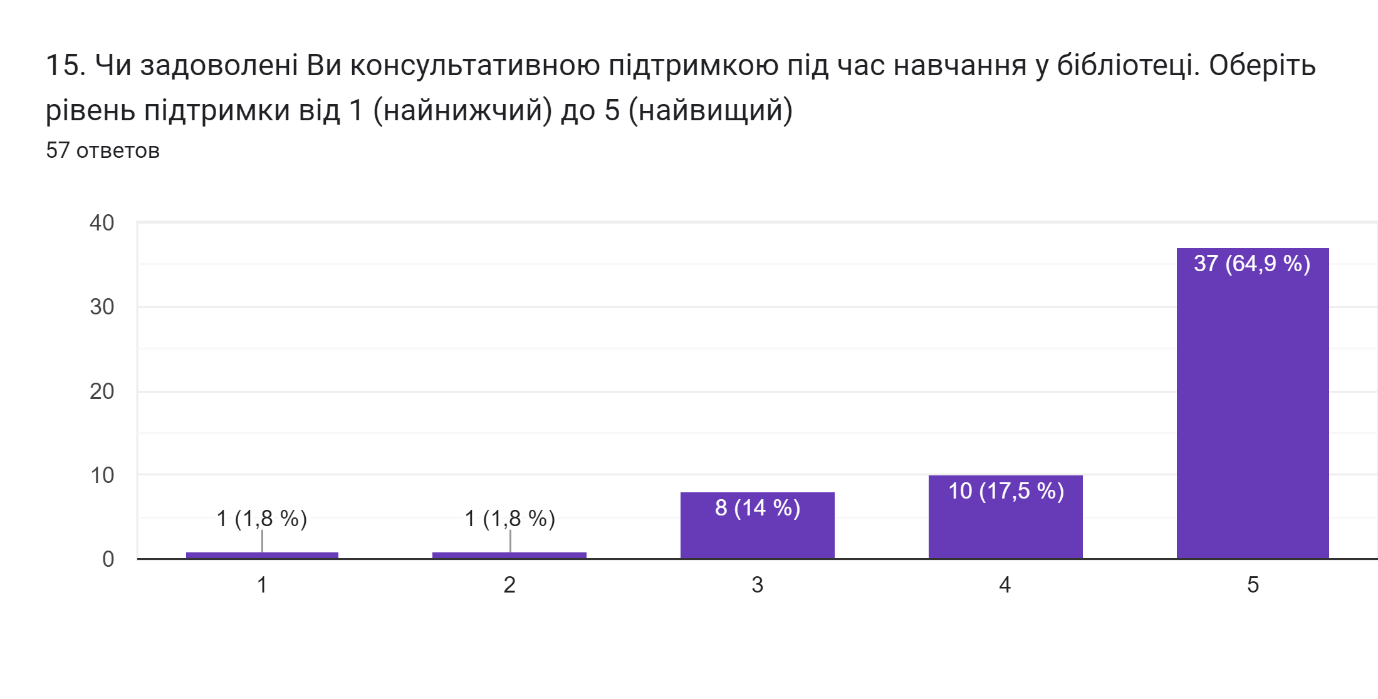 15. Чи задоволені Ви консультативною підтримкою під час навчання у бібліотеці. Оберіть
рівень підтримки від 1 (найнижчий) до 5 (найвищий)
57 ответов
40
30
20
10
0
1 (1,8 %)
1 (1,8 %)
8 (14 %)
10 (17,5 %)
37 (64,9 %)
1
2
3
4
5